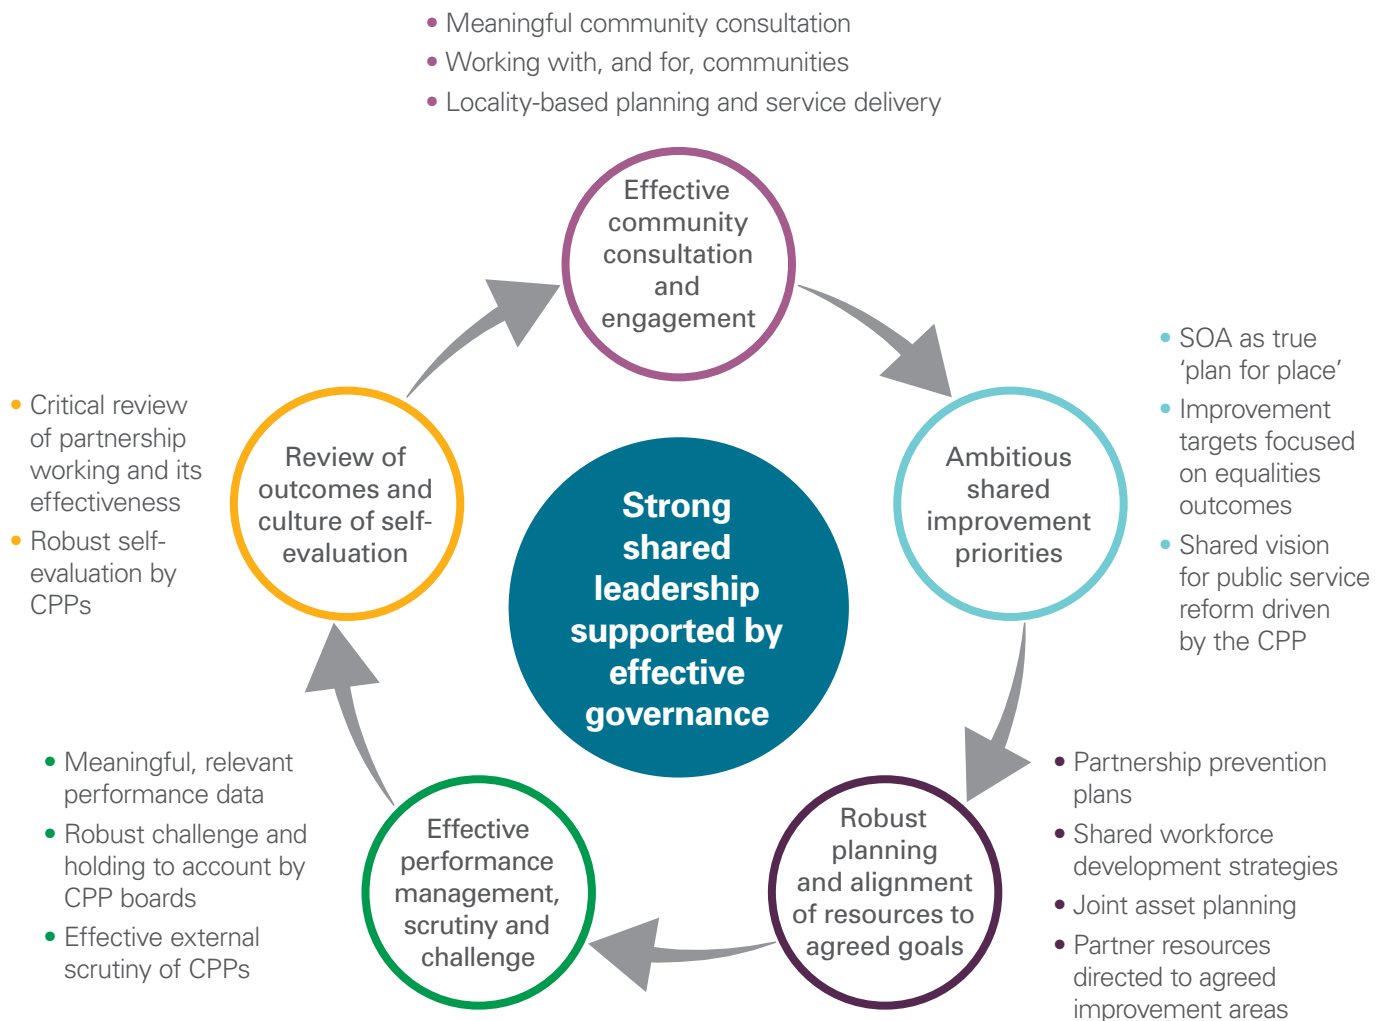 • Meaningful community consultation
• Working with, and for, communities
• Locality-based planning and service delivery
Effective
community
consultation
and
engagement
• SOA as true
‘plan for place’
• Improvement
targets focused
on equalities
outcomes
• Shared vision
for public service
reform driven
by the CPP
Ambitious
shared
improvement
priorities
• Critical review
of partnership
working and its
effectiveness
• Robust self-
evaluation by
CPPs
Review of
outcomes and
culture of self-
evaluation
Strong
shared
leadership
supported by
effective
governance
• Partnership prevention
plans
• Shared workforce
development strategies
• Joint asset planning
• Partner resources
directed to agreed
improvement areas
Robust
planning
and alignment
of resources to
agreed goals
• Meaningful, relevant
performance data
• Robust challenge and
holding to account by
CPP boards
• Effective external
scrutiny of CPPs
Effective
performance
management,
scrutiny and
challenge